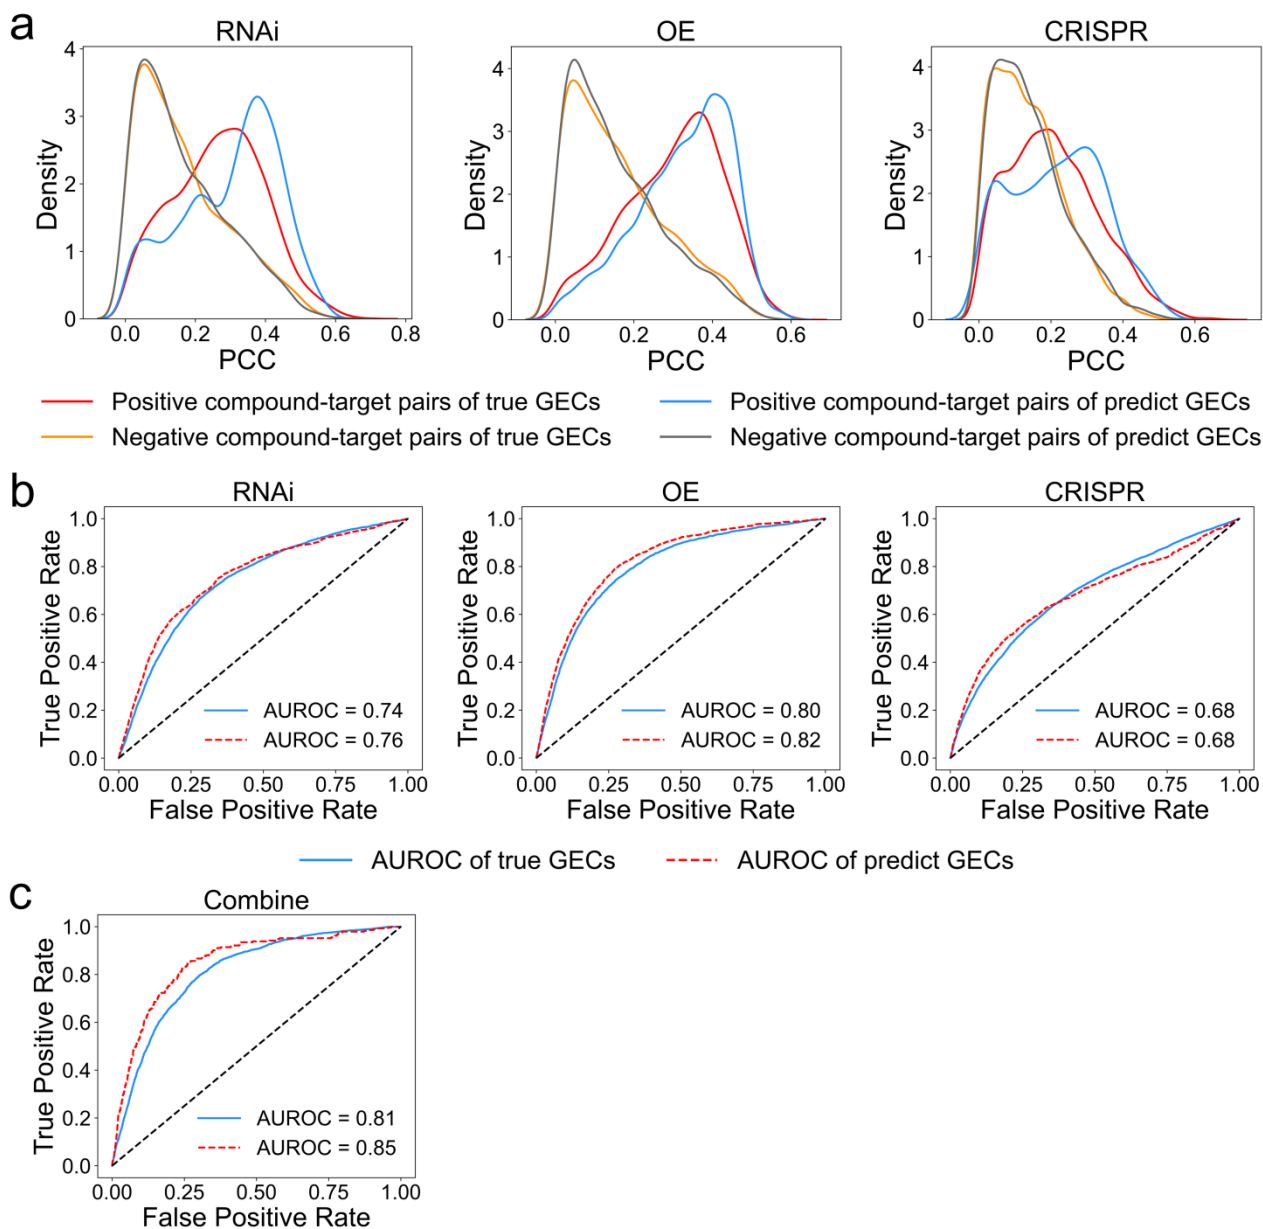 a
RNAi
OE
CRISPR
Density
4
3
2
1
0
0.0 0.2 0.4 0.6 0.8
PCC
Density
4
3
2
1
0
0.0 0.2 0.4 0.6
PCC
Density
4
3
2
1
0
0.0 0.2 0.4 0.6
PCC
Positive compound-target pairs of true GECs
Positive compound-target pairs of predict GECs
Negative compound-target pairs of true GECs
Negative compound-target pairs of predict GECs
b
RNAi
OE
CRISPR
True Positive Rate
1.0
0.8
0.6
0.4
0.2
0.0
AUROC = 0.74
AUROC = 0.76
0.00 0.25 0.50 0.75 1.00
False Positive Rate
True Positive Rate
1.0
0.8
0.6
0.4
0.2
0.0
AUROC = 0.80
AUROC = 0.82
0.00 0.25 0.50 0.75 1.00
False Positive Rate
True Positive Rate
1.0
0.8
0.6
0.4
0.2
0.0
AUROC = 0.68
AUROC = 0.68
0.00 0.25 0.50 0.75 1.00
False Positive Rate
AUROC of true GECs
AUROC of predict GECs
c
Combine
True Positive Rate
1.0
0.8
0.6
0.4
0.2
0.0
AUROC = 0.81
AUROC = 0.85
0.00 0.25 0.50 0.75 1.00
False Positive Rate